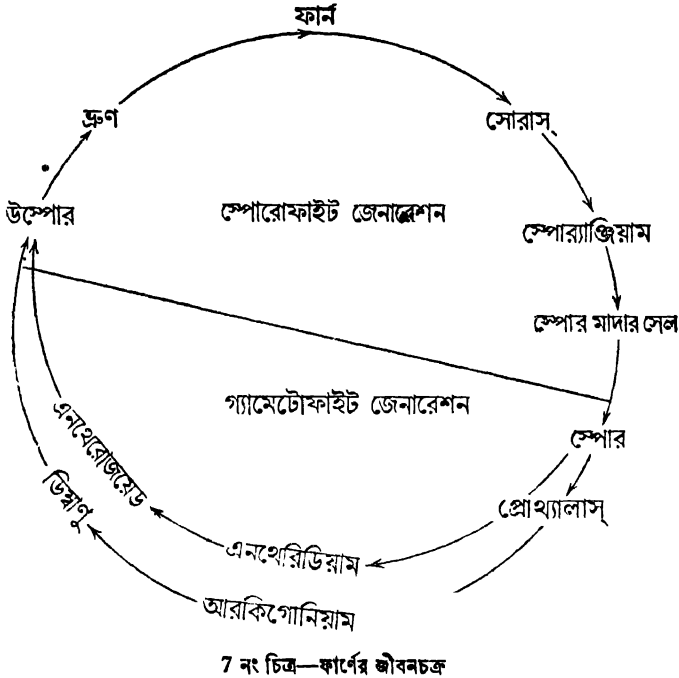 ফার্ন
ভ্রুণ
সোরাস্
উস্পোর
স্পোরোফাইট জেনারেশন
স্পোর‍্যাঞ্জিয়াম
স্পোর মাদার সেল
গ্যামেটোফাইট জেনারেশন
স্পোর
এনথেরোজয়েড
ডিম্বাণু
প্রোথ্যালাস্
এনথেরিডিয়াম
আরকিগোনিয়াম
7 নং চিত্র—ফার্ণের জীবনচক্র